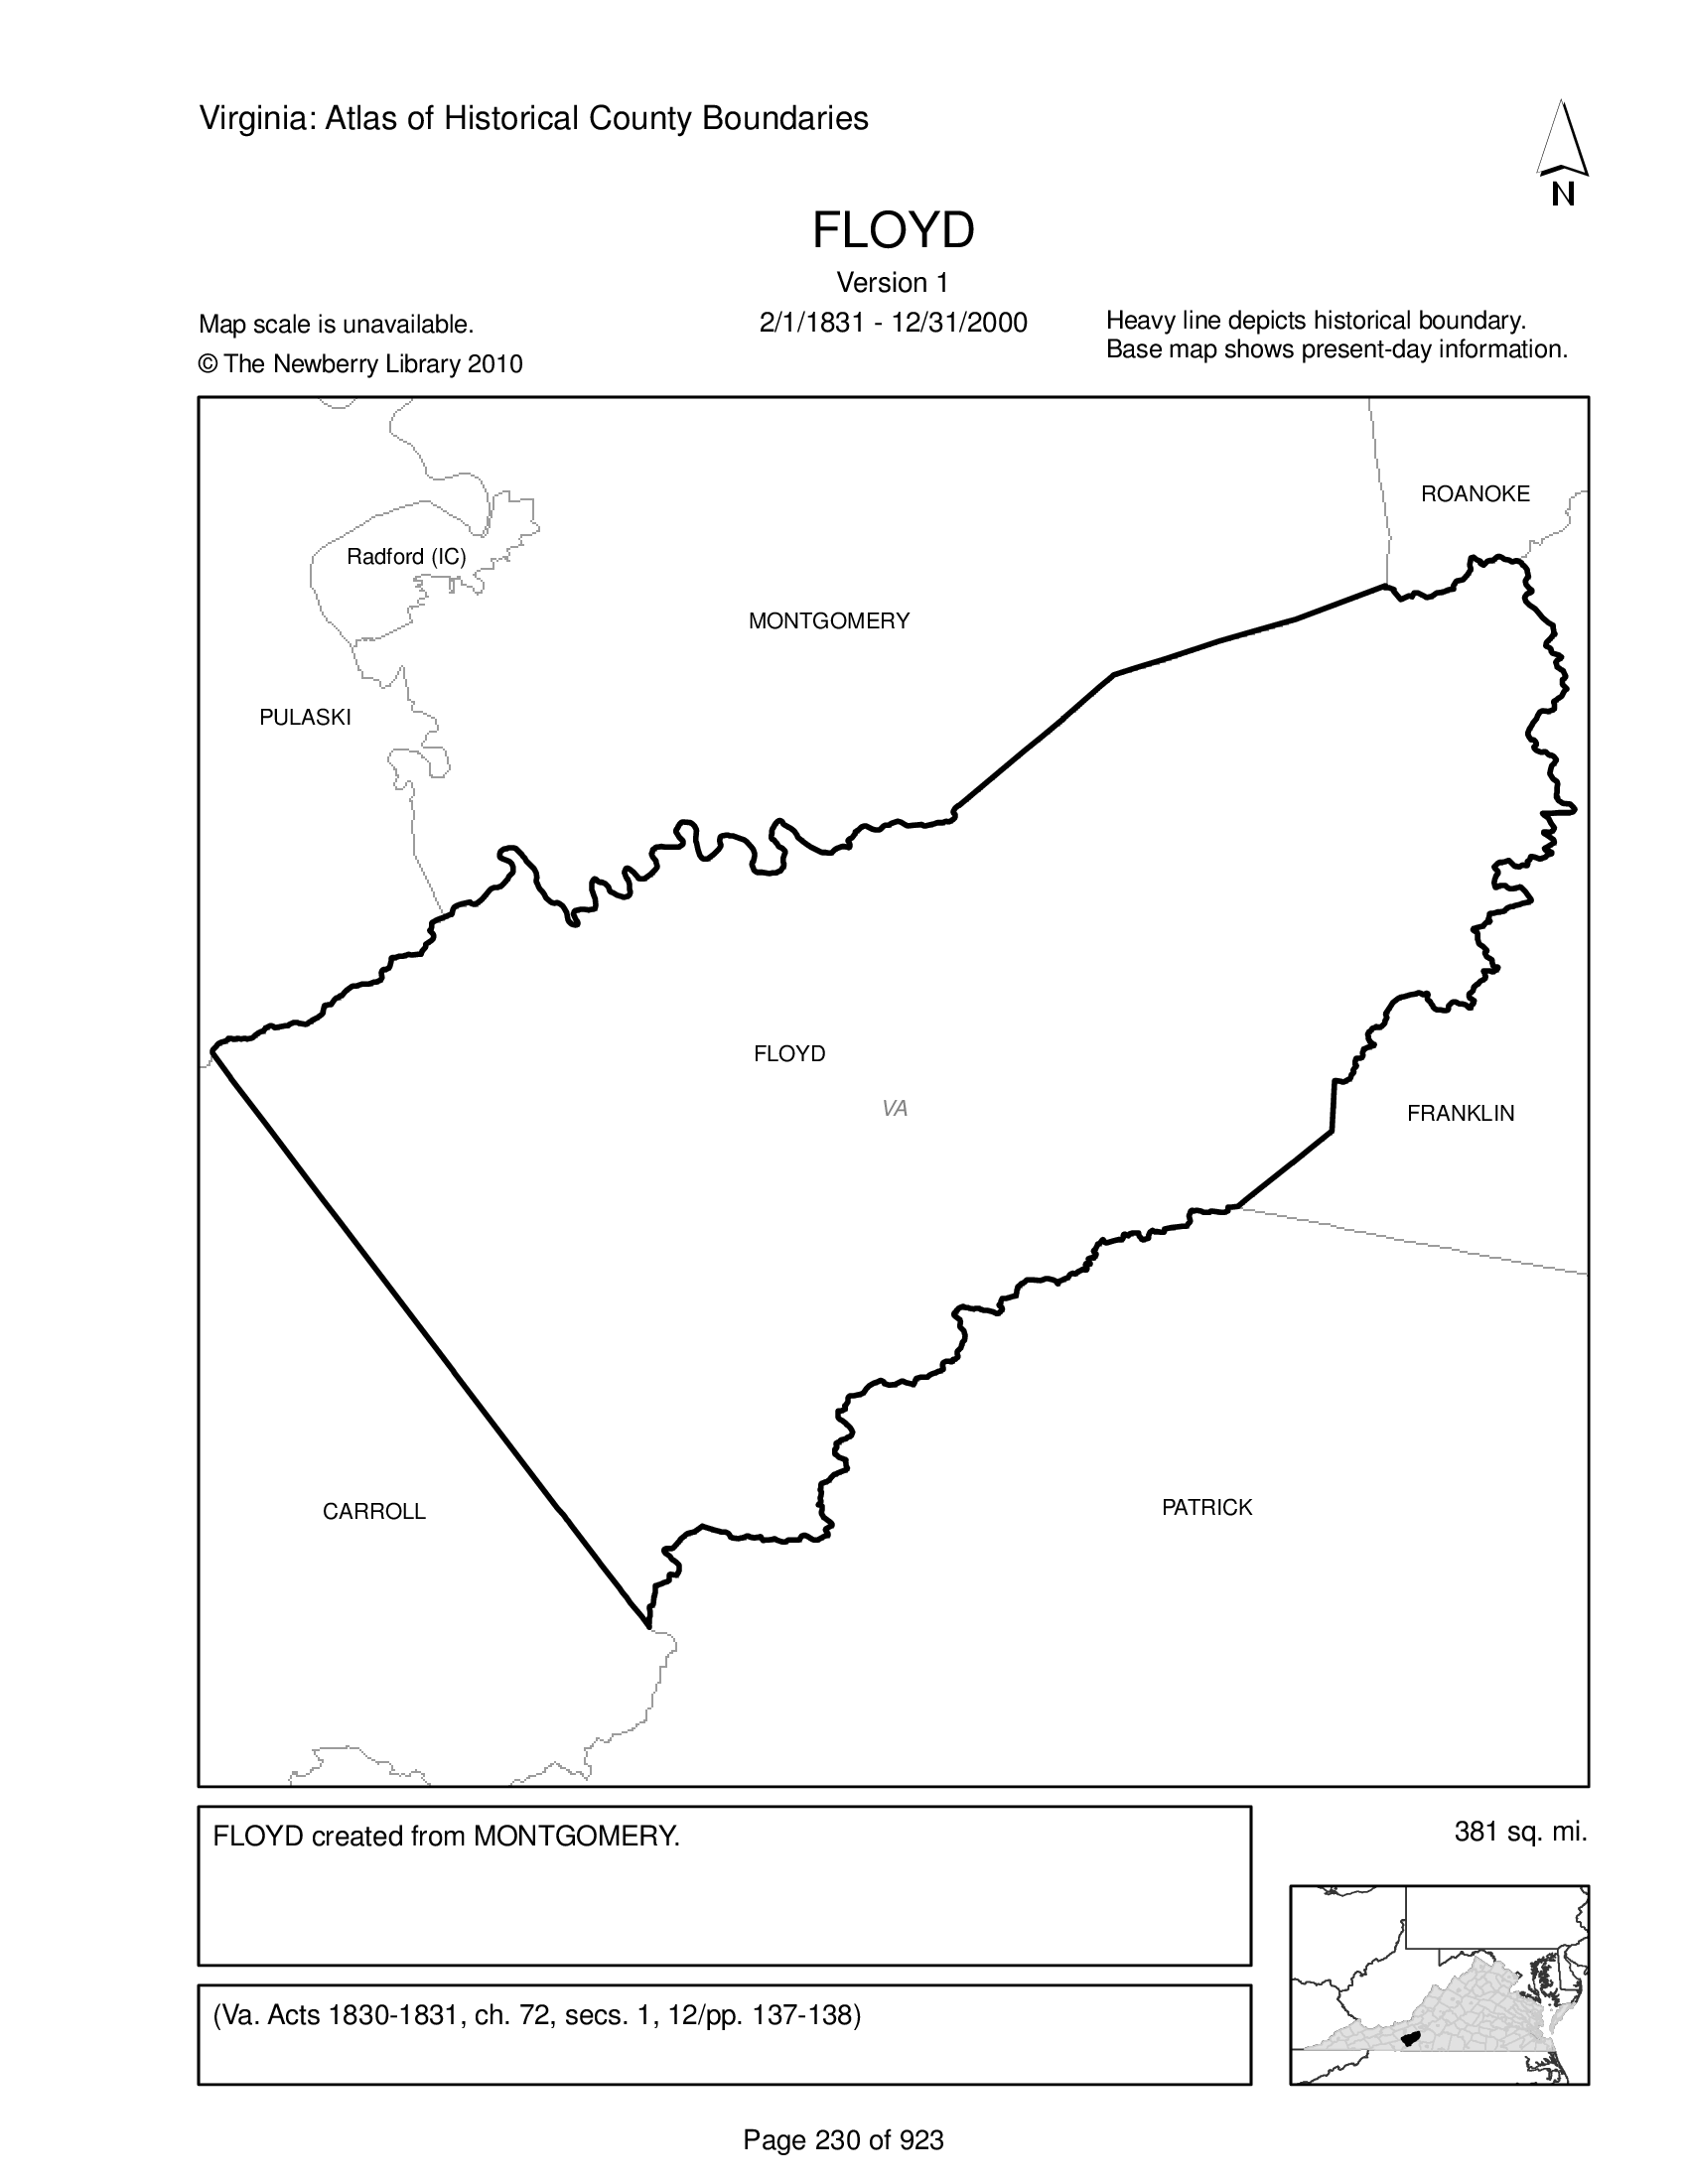 Virginia: Atlas of Historical County Boundaries
N
FLOYD
Version 1
2/1/1831 - 12/31/2000
Map scale is unavailable.
© The Newberry Library 2010
Heavy line depicts historical boundary.
Base map shows present-day information.
ROANOKE
Radford (IC)
MONTGOMERY
PULASKI
FLOYD
VA
FRANKLIN
CARROLL
PATRICK
FLOYD created from MONTGOMERY.
381 sq. mi.
(Va. Acts 1830-1831, ch. 72, secs. 1, 12/pp. 137-138)
Page 230 of 923